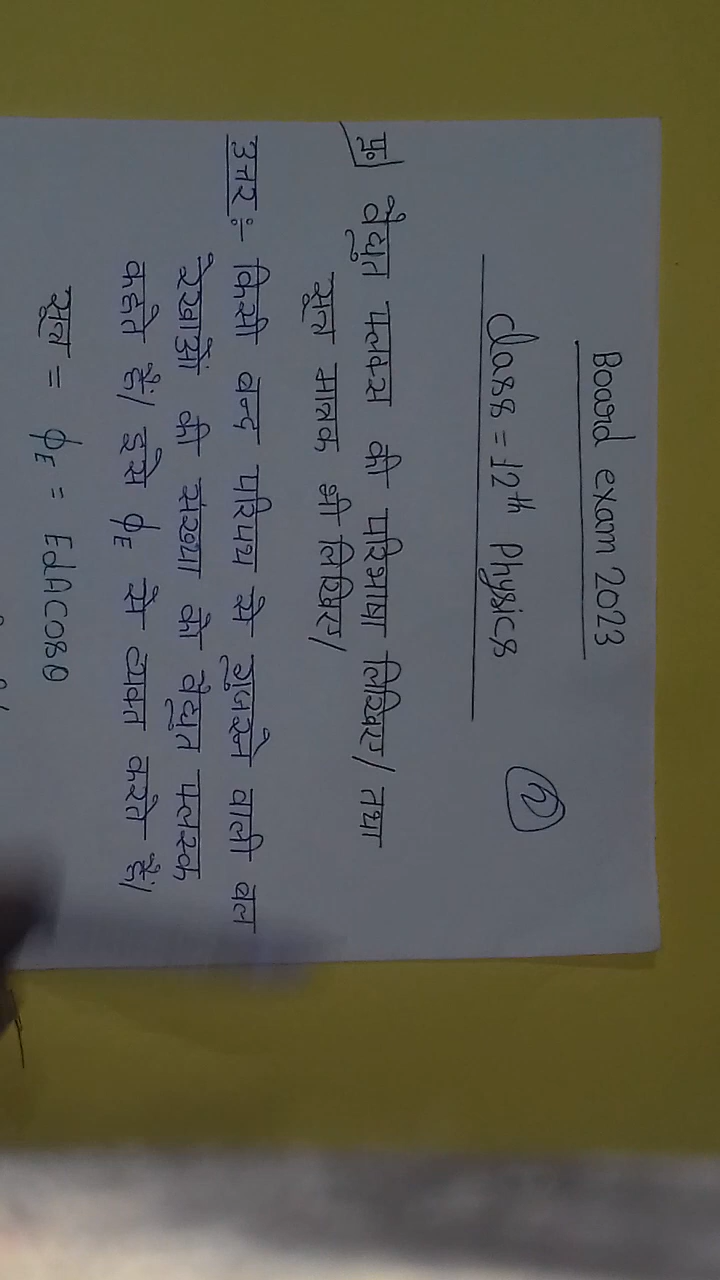 Board exam 2023
class = 12th Physics
2
प्र०) वैधुत फ्लक्स की परिभाषा लिखिए। तथा
सूत्र मात्रक भी लिखिए।
उत्तर :- किसी बन्द परिपथ से गुजरने वाली बल
रेखाओं की संख्या को वैधुत फ्लस्क
कहते हैं। इसे ϕE से व्यक्त करते हैं।
सूत्र = ϕE = EdAcosθ